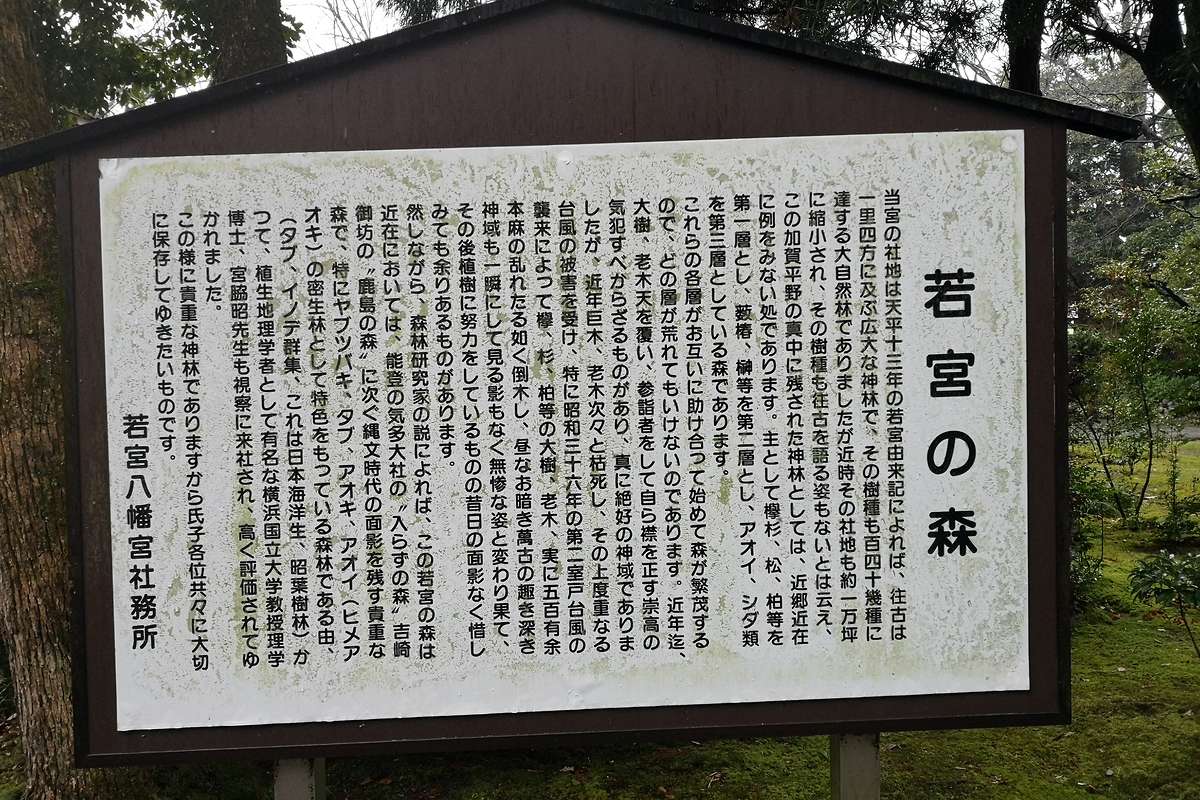 若宮の森
当宮の社地は天平十三年の若宮由来記によれば、往古は
一里四方に及ぶ広大な神林で、その樹種も百四十幾種に
達する大自然林でありましたが近時その社地も約一万坪
に縮小され、その樹種も往古を語る姿もないとは云え、
この加賀平野の真中に残された神林としては、近郷近在
に例をみない処であります。主として欅杉、松、柏等を
第一層とし、薮椿、榊等を第二層とし、アオイ、シダ類
を第三層としている森であります。
これらの各層がお互いに助け合って始めて森が繁茂する
ので、どの層が荒れてもいけないのであります。近年迄、
大樹、老木天を覆い、参詣者をして自ら襟を正す崇高の
気犯すべからざるものがあり、真に絶好の神域でありま
したが、近年巨木、老木次々と枯死し、その上度重なる
台風の被害を受け、特に昭和三十六年の第二室戸台風の
襲来によって欅、杉、柏等の大樹、老木、実に五百有余
本麻の乱れたる如く倒木し、昼なお暗き萬古の趣き深き
神域も一瞬にして見る影もなく無惨な姿と変わり果て、
その後植樹に努力をしているものの昔日の面影なく惜し
みても余りあるものがあります。
然しながら、森林研究家の説によれば、この若宮の森は
近在においては、能登の気多大社の〝入らずの森〟吉崎
御坊の〝鹿島の森〟に次ぐ縄文時代の面影を残す貴重な
森で、特にヤブツバキ、タブ、アオキ、アオイ(ヒメア
オキ)の密生林として特色をもっている森林である由、
(タブ、イノデ群集、これは日本海洋生、昭葉樹林)か
つて、植生地理学者として有名な横浜国立大学教授理学
博士、宮脇昭先生も視察に来社され、高く評価されてゆ
かれました。
この様に貴重な神林でありますから氏子各位共々に大切
に保存してゆきたいものです。
若宮八幡宮社務所